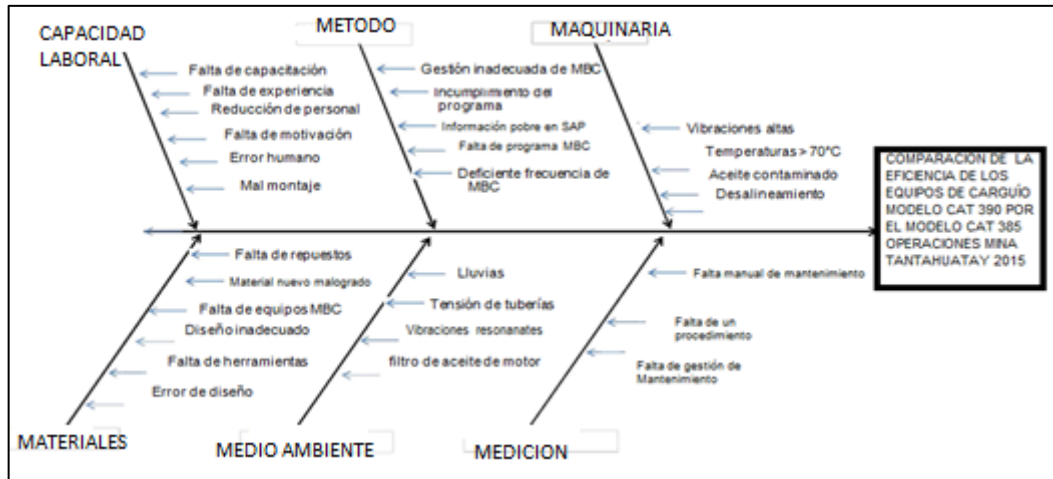 CAPACIDAD
LABORAL
Falta de capacitación
Falta de experiencia
Reducción de personal
Falta de motivación
Error humano
Mal montaje
METODO
Gestión inadecuada de MBC
Incumplimiento del
programa
Información pobre en SAP
Falta de programa MBC
Deficiente frecuencia de
MBC
MAQUINARIA
Vibraciones altas
Temperaturas > 70°C
Aceite contaminado
Desalineamiento
COMPARACION DE LA
EFICIENCIA DE LOS
EQUIPOS DE CARGUÍO
MODELO CAT 390 POR
EL MODELO CAT 385
OPERACIONES MINA
TANTAHUATAY 2015
Falta de repuestos
Material nuevo malogrado
Falta de equipos MBC
Diseño inadecuado
Falta de herramientas
Error de diseño
MATERIALES
Lluvias
Tensión de tuberías
Vibraciones resonanates
filtro de aceite de motor
MEDIO AMBIENTE
Falta manual de mantenimiento
Falta de un
procedimiento
Falta de gestión de
Mantenimiento
MEDICION